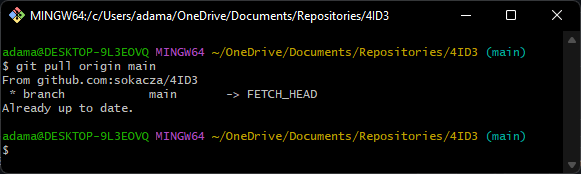 MINGW64:/c/Users/adama/OneDrive/Documents/Repositories/4ID3
adama@DESKTOP-9L3EOVQ MINGW64 ~/OneDrive/Documents/Repositories/4ID3 (main)
$ git pull origin main
From github.com:sokacza/4ID3
 * branch            main       -> FETCH_HEAD
Already up to date.
adama@DESKTOP-9L3EOVQ MINGW64 ~/OneDrive/Documents/Repositories/4ID3 (main)
$